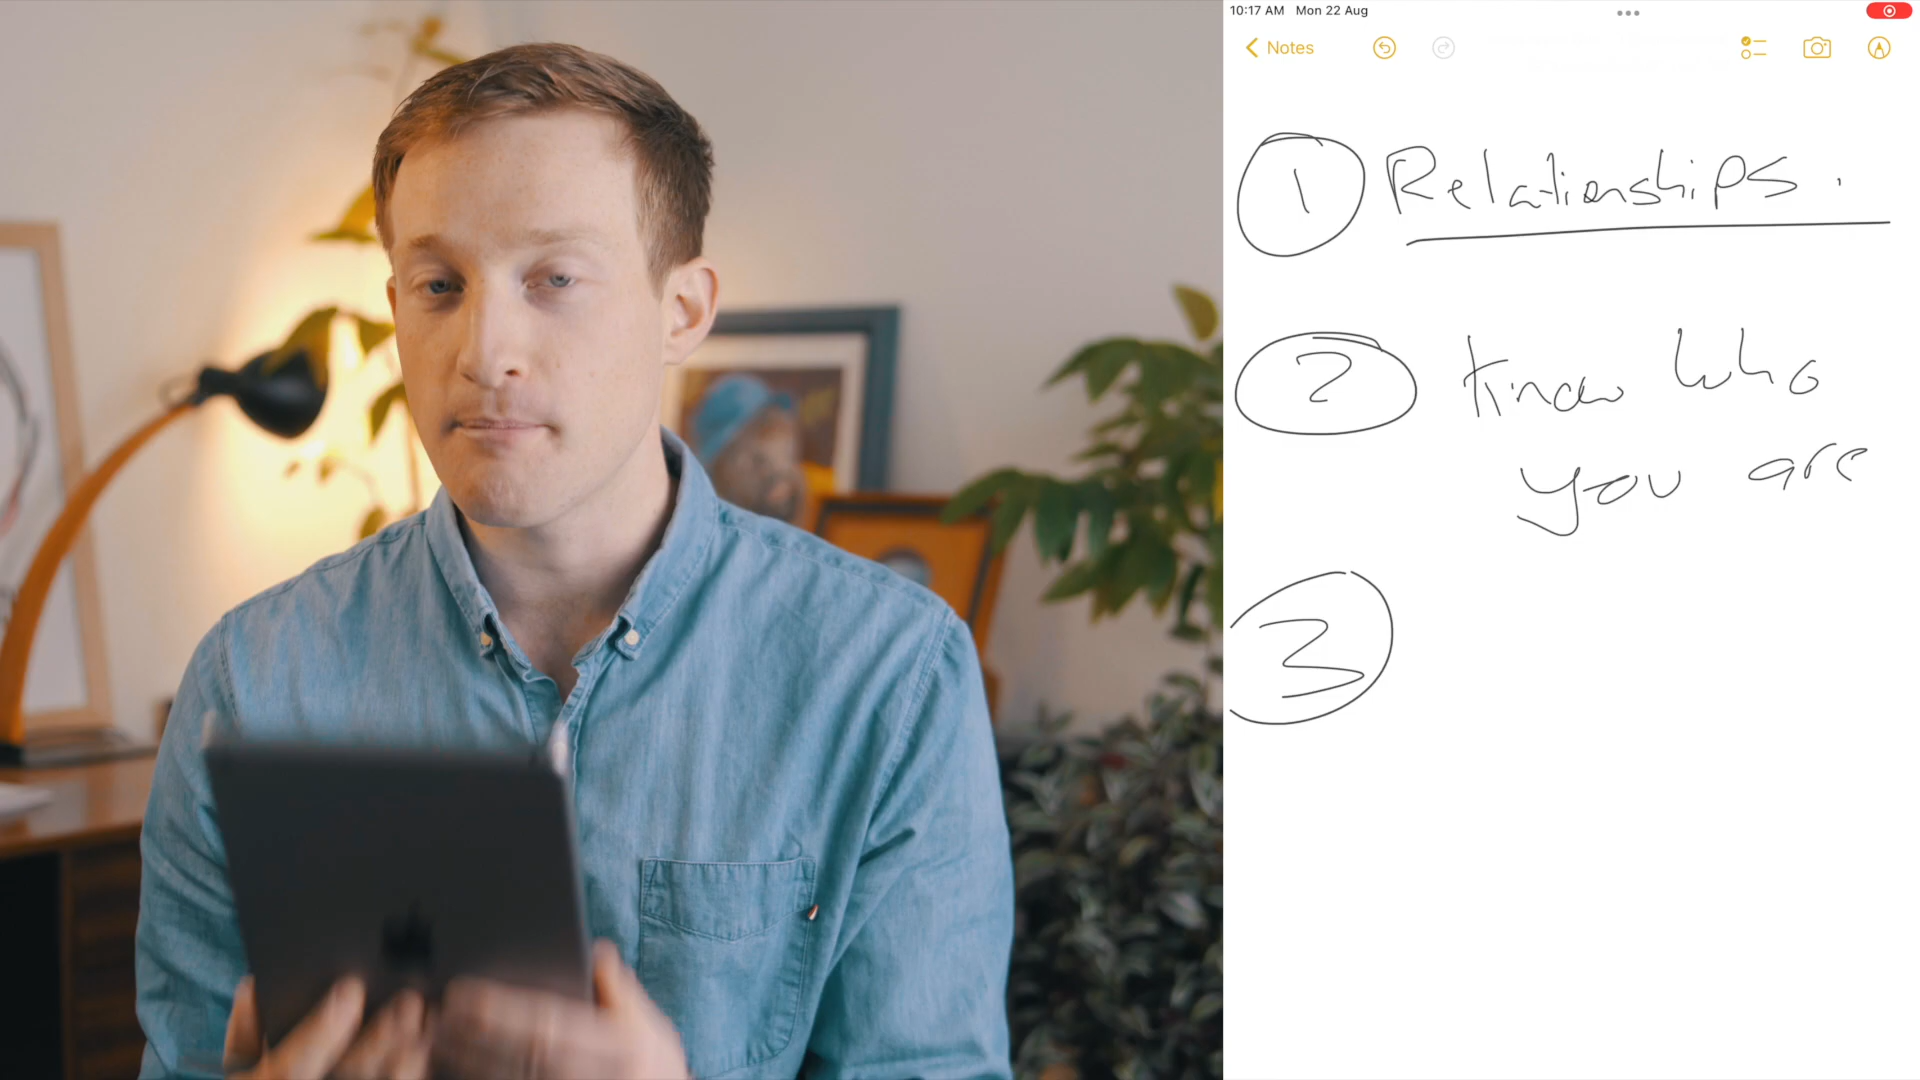 10:17 AM Mon 22 Aug
Notes
1 Relationships.
2 Know who
you are
3